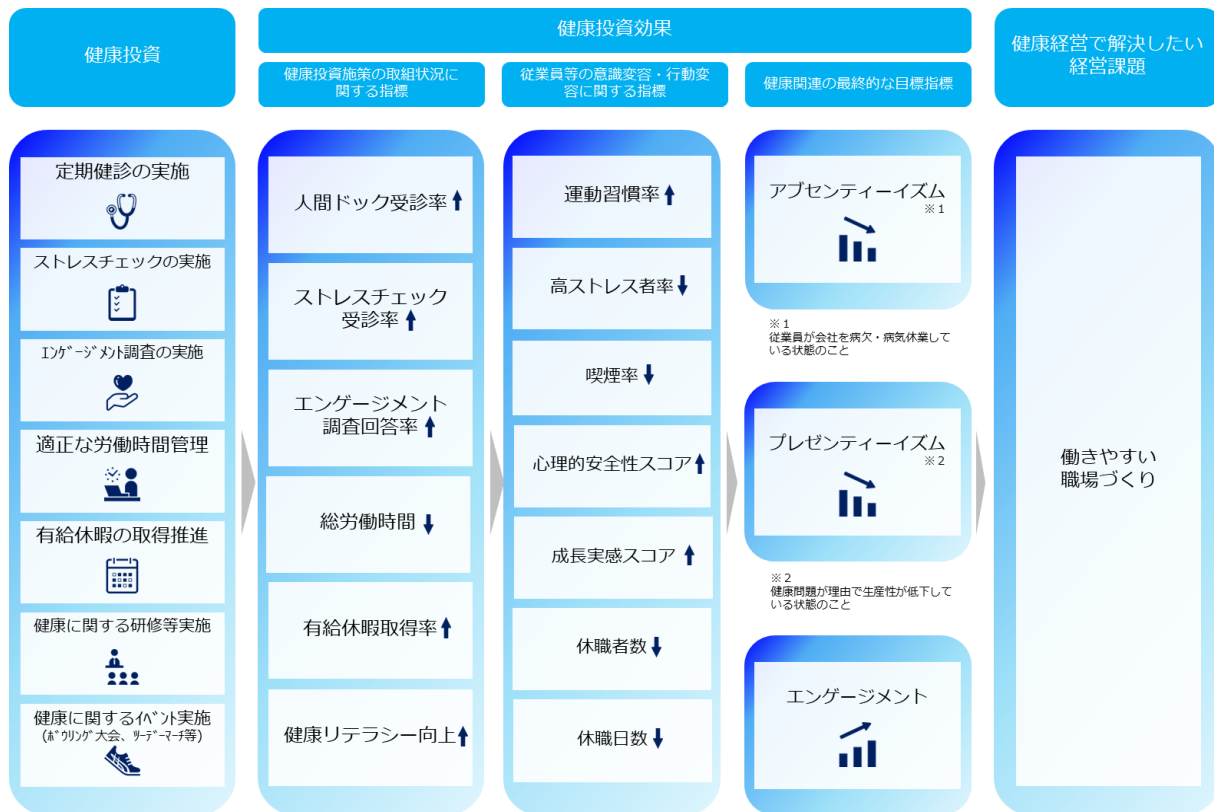 健康投資
健康投資効果
健康経営で解決したい
経営課題
健康投資施策の取組状況に
関する指標
従業員等の意識変容・行動変
容に関する指標
健康関連の最終的な目標指標
定期健診の実施
ストレスチェックの実施
ｴﾝｹﾞｰｼﾞﾒﾝﾄ調査の実施
適正な労働時間管理
有給休暇の取得推進
健康に関する研修等実施
健康に関するｲﾍﾞﾝﾄ実施
(ﾎﾞｳﾘﾝｸﾞ大会、ﾂｰﾃﾞｰﾏｰﾁ等)
人間ドック受診率
ストレスチェック
受診率
エンゲージメント
調査回答率
総労働時間
有給休暇取得率
健康リテラシー向上
運動習慣率
高ストレス者率
喫煙率
心理的安全性スコア
成長実感スコア
休職者数
休職日数
アブセンティーイズム
※1
※1
従業員が会社を病欠・病気休業して
いる状態のこと
プレゼンティーイズム
※2
※2
健康問題が理由で生産性が低下して
いる状態のこと
エンゲージメント
働きやすい
職場づくり